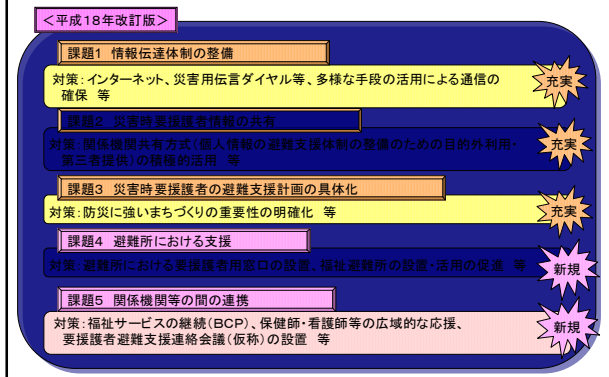 ＜平成18年改訂版＞
課題1 情報伝達体制の整備
対策：インターネット、災害用伝言ダイヤル等、多様な手段の活用による通信の
確保 等
充実
課題2 災害時要援護者情報の共有
対策：関係機関共有方式（個人情報の避難支援体制の整備のための目的外利用・
第三者提供）の積極的活用 等
充実
課題3 災害時要援護者の避難支援計画の具体化
対策：防災に強いまちづくりの重要性の明確化 等
充実
課題4 避難所における支援
対策：避難所における要援護者用窓口の設置、福祉避難所の設置・活用の促進 等
新規
課題5 関係機関等の間の連携
対策：福祉サービスの継続（BCP）、保健師・看護師等の広域的な応援、
要援護者避難支援連絡会議（仮称）の設置 等
新規